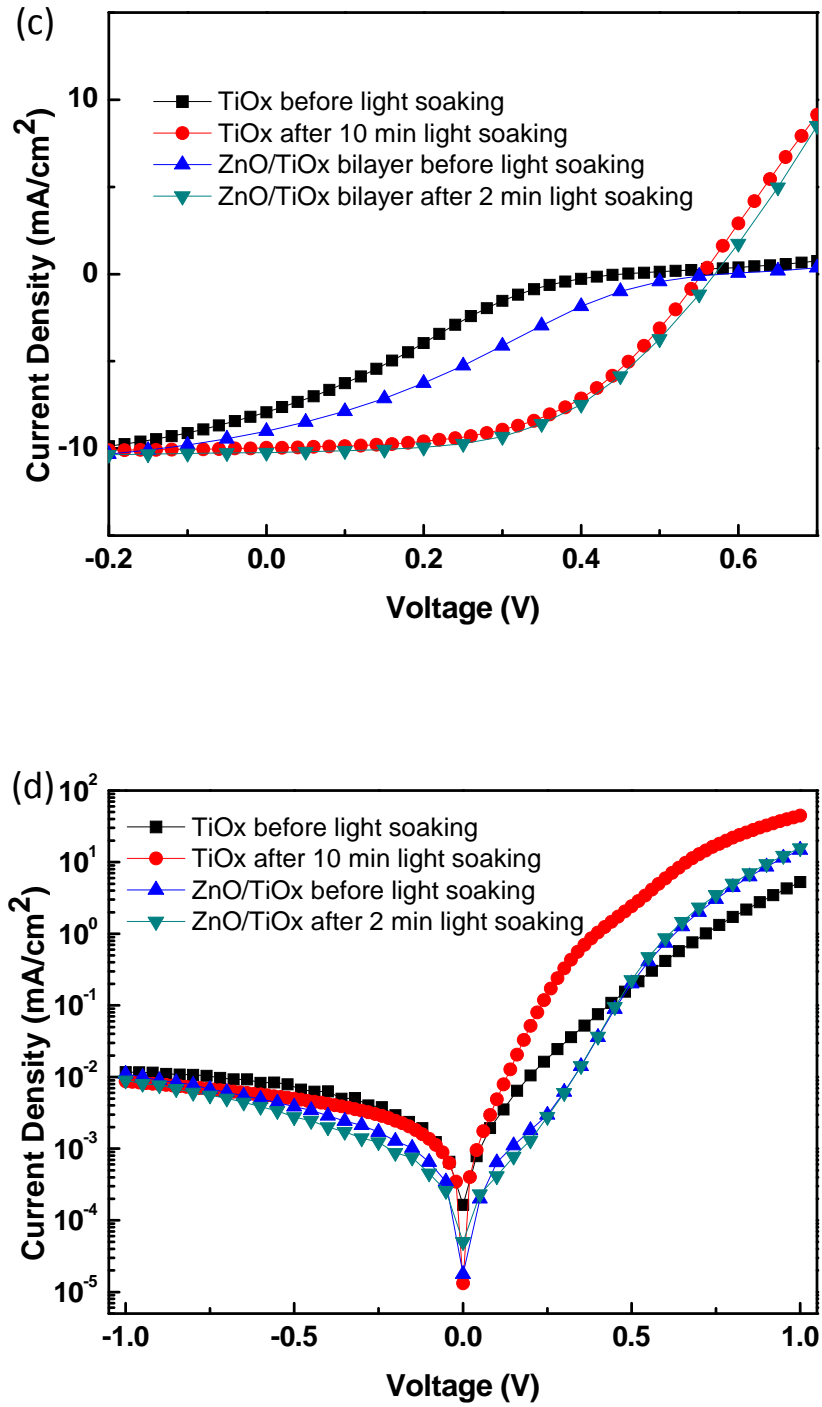 (c)
TiOx before light soaking
TiOx after 10 min light soaking
ZnO/TiOx bilayer before light soaking
ZnO/TiOx bilayer after 2 min light soaking
Current Density (mA/cm²)
10
0
-10
-0.2 0.0 0.2 0.4 0.6
Voltage (V)
(d)
TiOx before light soaking
TiOx after 10 min light soaking
ZnO/TiOx before light soaking
ZnO/TiOx after 2 min light soaking
Current Density (mA/cm²)
10²
10¹
10⁰
10⁻¹
10⁻²
10⁻³
10⁻⁴
10⁻⁵
-1.0 -0.5 0.0 0.5 1.0
Voltage (V)